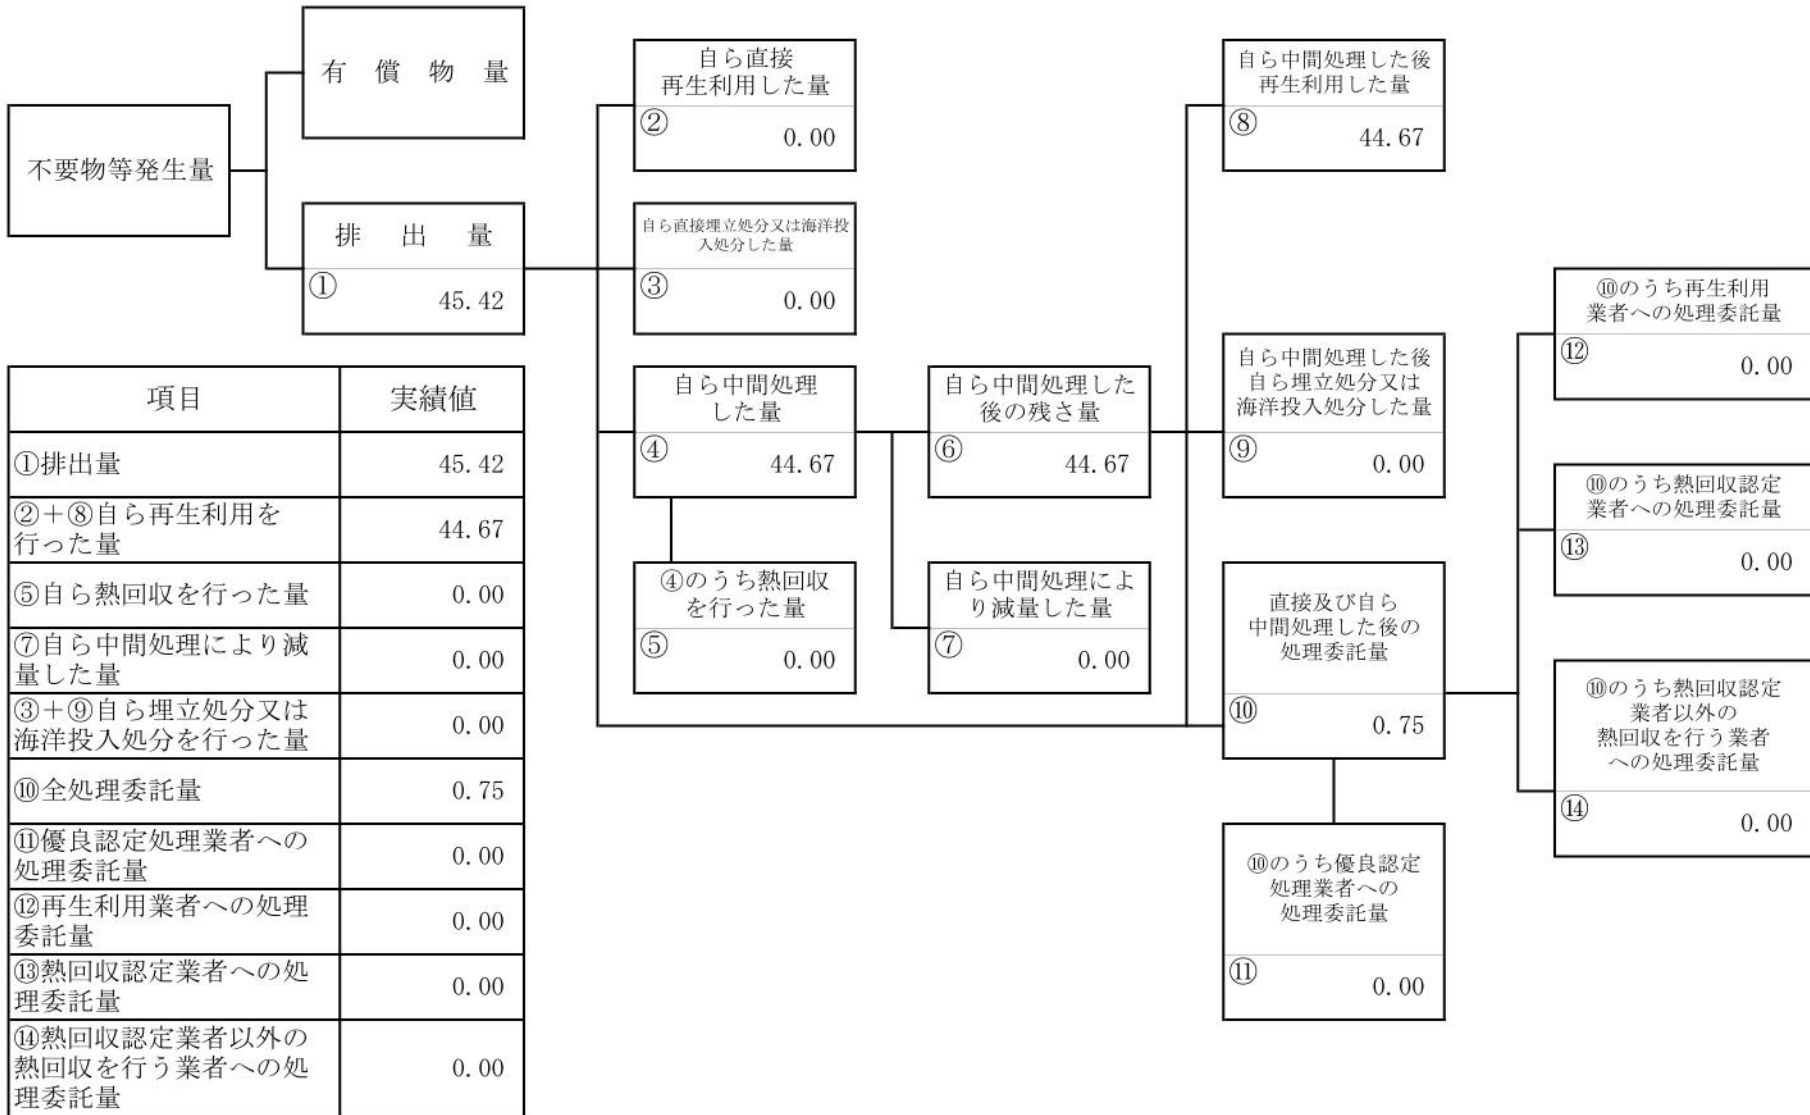 不要物等発生量
有償物量
排出量
①
45.42
自ら直接
再生利用した量
②
0.00
自ら直接埋立処分又は海洋投
入処分した量
③
0.00
自ら中間処理
した量
④
44.67
④のうち熱回収
を行った量
⑤
0.00
自ら中間処理した
後の残さ量
⑥
44.67
自ら中間処理によ
り減量した量
⑦
0.00
自ら中間処理した後
再生利用した量
⑧
44.67
自ら中間処理した後
自ら埋立処分又は
海洋投入処分した量
⑨
0.00
直接及び自ら
中間処理した後の
処理委託量
⑩
0.75
⑩のうち優良認定
処理業者への
処理委託量
⑪
0.00
⑩のうち再生利用
業者への処理委託量
⑫
0.00
⑩のうち熱回収認定
業者への処理委託量
⑬
0.00
⑩のうち熱回収認定
業者以外の
熱回収を行う業者
への処理委託量
⑭
0.00
項目 実績値
①排出量 45.42
②+⑧自ら再生利用を
行った量 44.67
⑤自ら熱回収を行った量 0.00
⑦自ら中間処理により減
量した量 0.00
③+⑨自ら埋立処分又は
海洋投入処分を行った量 0.00
⑩全処理委託量 0.75
⑪優良認定処理業者への
処理委託量 0.00
⑫再生利用業者への処理
委託量 0.00
⑬熱回収認定業者への処
理委託量 0.00
⑭熱回収認定業者以外の
熱回収を行う業者への処 0.00
理委託量